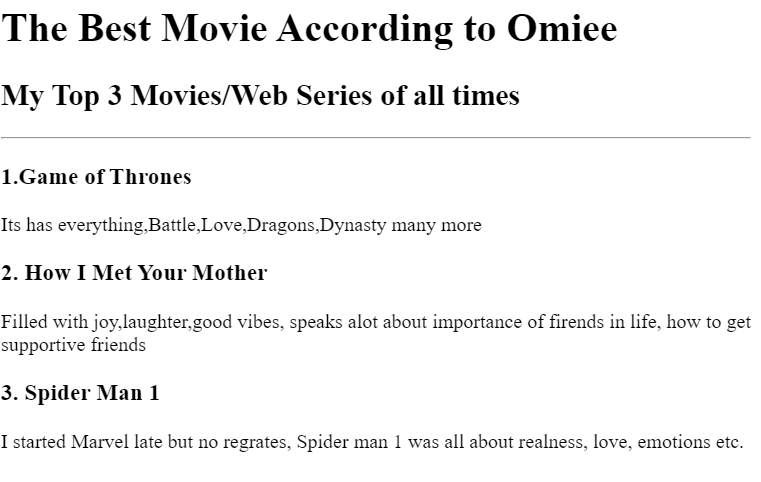 The Best Movie According to Omiee
My Top 3 Movies/Web Series of all times
1.Game of Thrones
Its has everything,Battle,Love,Dragons,Dynasty many more
2. How I Met Your Mother
Filled with joy,laughter,good vibes, speaks alot about importance of firends in life, how to get
supportive friends
3. Spider Man 1
I started Marvel late but no regrates, Spider man 1 was all about realness, love, emotions etc.